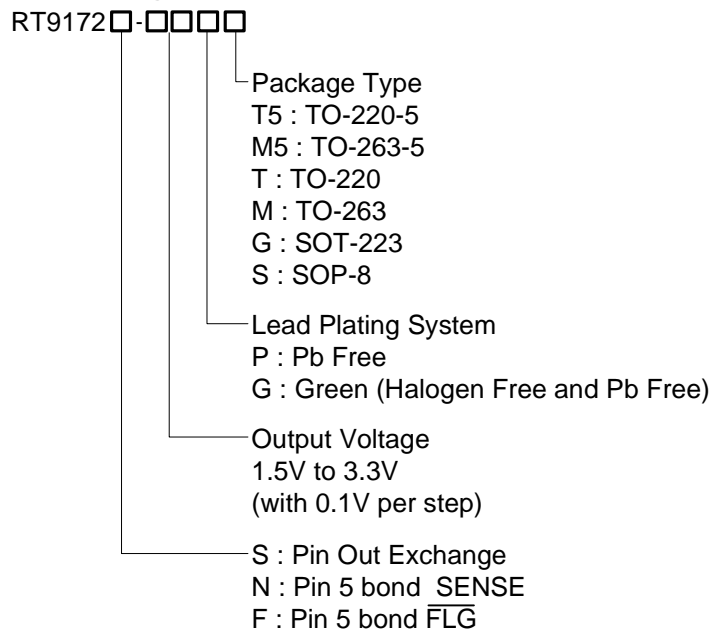 RT9172□-□□□□
Package Type
T5 : TO-220-5
M5 : TO-263-5
T : TO-220
M : TO-263
G : SOT-223
S : SOP-8
Lead Plating System
P : Pb Free
G : Green (Halogen Free and Pb Free)
Output Voltage
1.5V to 3.3V
(with 0.1V per step)
S : Pin Out Exchange
N : Pin 5 bond SENSE
F : Pin 5 bond F̅L̅G̅